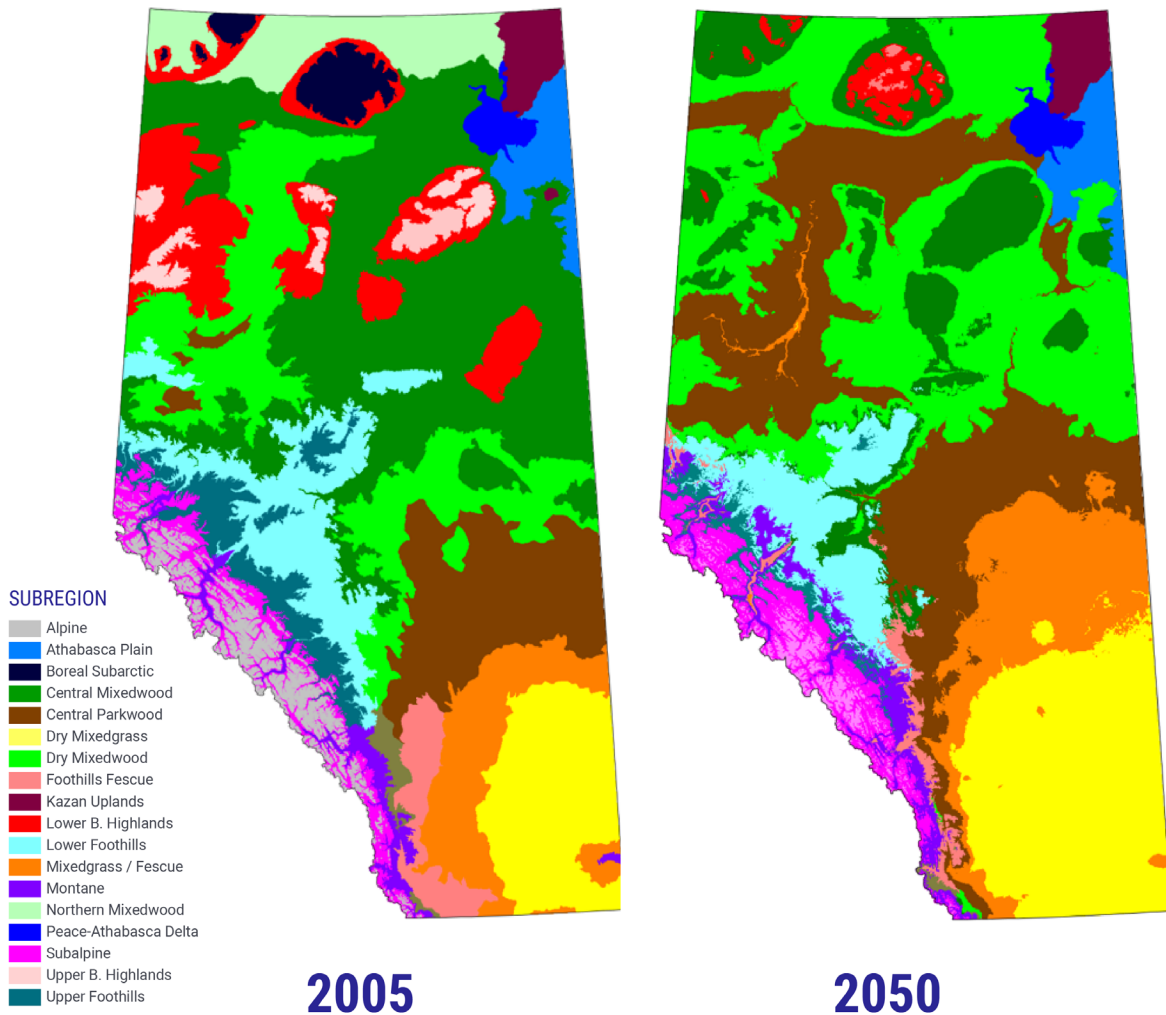 SUBREGION
Alpine
Athabasca Plain
Boreal Subarctic
Central Mixedwood
Central Parkwood
Dry Mixedgrass
Dry Mixedwood
Foothills Fescue
Kazan Uplands
Lower B. Highlands
Lower Foothills
Mixedgrass / Fescue
Montane
Northern Mixedwood
Peace-Athabasca Delta
Subalpine
Upper B. Highlands
Upper Foothills
2005
2050